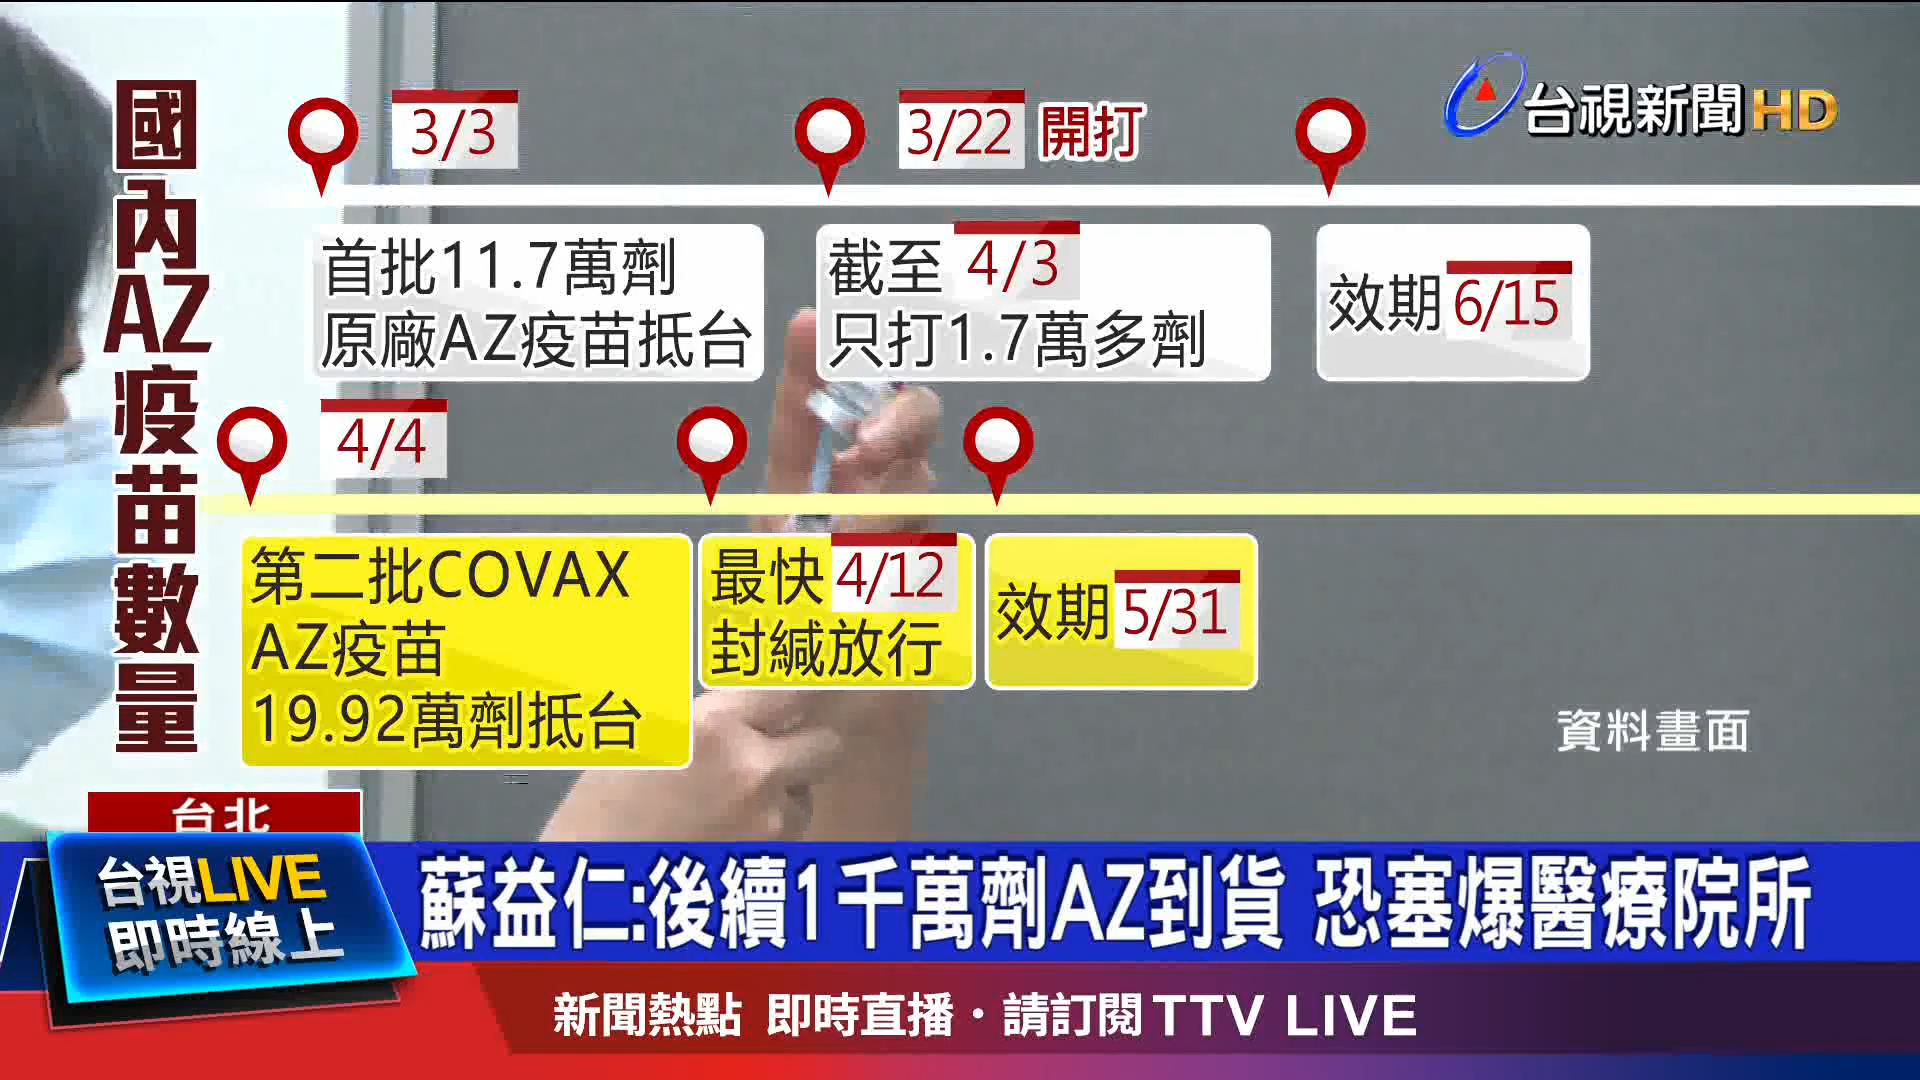 國內AZ疫苗數量
台視新聞HD
3/3
3/22 開打
首批11.7萬劑
原廠AZ疫苗抵台
截至 4/3
只打1.7萬多劑
效期 6/15
4/4
第二批COVAX
AZ疫苗
19.92萬劑抵台
最快 4/12
封緘放行
效期 5/31
資料畫面
台北
台視LIVE
即時線上
蘇益仁:後續1千萬劑AZ到貨 恐塞爆醫療院所
新聞熱點 即時直播・請訂閱TTV LIVE